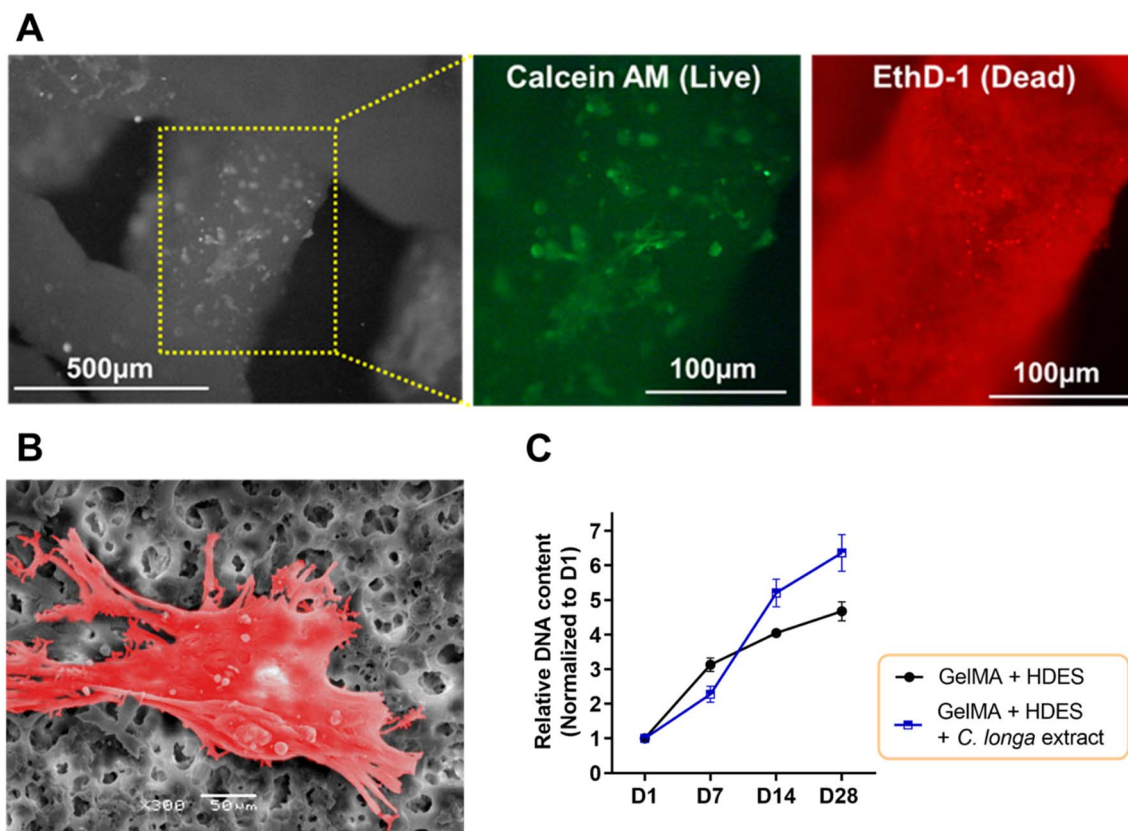 A
Calcein AM (Live)
EthD-1 (Dead)
500µm
100µm
100µm
B
X300 50µm
C
Relative DNA content
(Normalized to D1)
7
6
5
4
3
2
1
0
D1 D7 D14 D28
GelMA + HDES
GelMA + HDES
+ C. longa extract